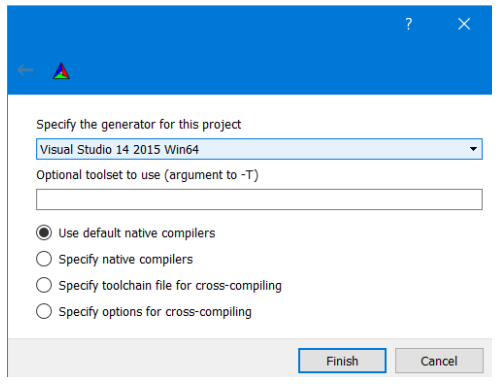 ?
Specify the generator for this project
Visual Studio 14 2015 Win64
Optional toolset to use (argument to -T)
Use default native compilers
Specify native compilers
Specify toolchain file for cross-compiling
Specify options for cross-compiling
Finish Cancel